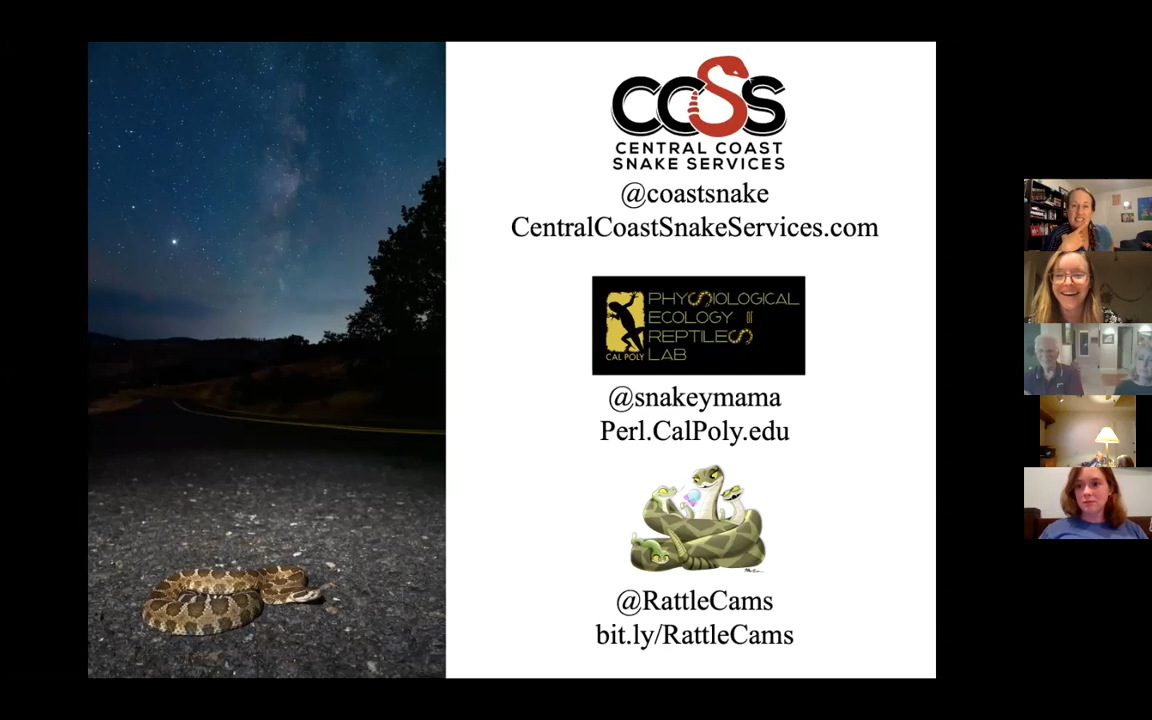 CCSS
CENTRAL COAST
SNAKE SERVICES
@coastsnake
CentralCoastSnakeServices.com
PHYSIOLOGICAL
ECOLOGY OF
REPTILES
CAL POLY LAB
@snakeymama
Perl.CalPoly.edu
@RattleCams
bit.ly/RattleCams